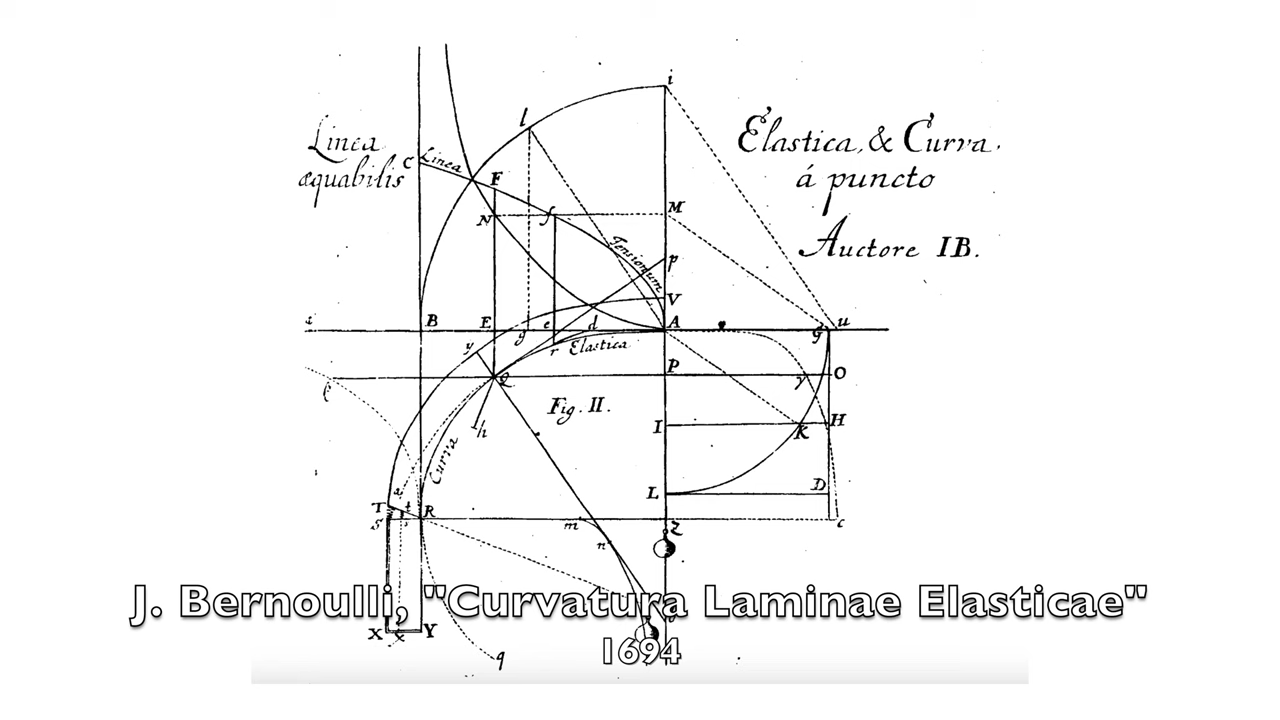 i
l
Linea
æquabilis
Elastica, & Curva
á puncto
Auctore IB.
C Linea
F
N f M
Tensionum
p
V
B E g e d A G u
y r Elastica
Q P γ O
Fig. II.
h I K H
Curva
L D
T t R
S m Z c
n
J. Bernoulli, "Curvatura Laminae Elasticae"
X x Y
1694
q